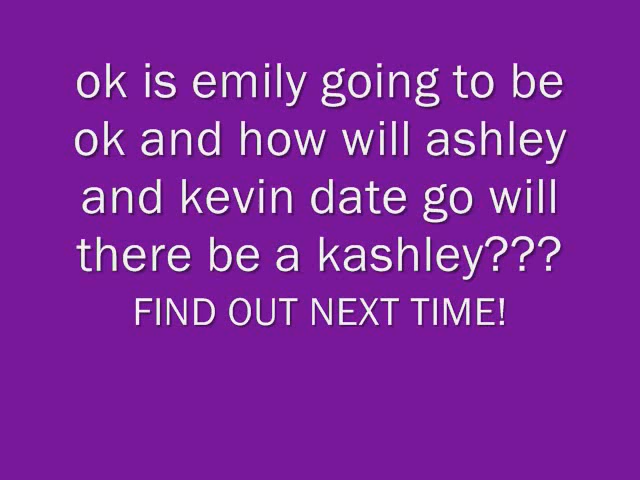 ok is emily going to be
ok and how will ashley
and kevin date go will
there be a kashley???
FIND OUT NEXT TIME!